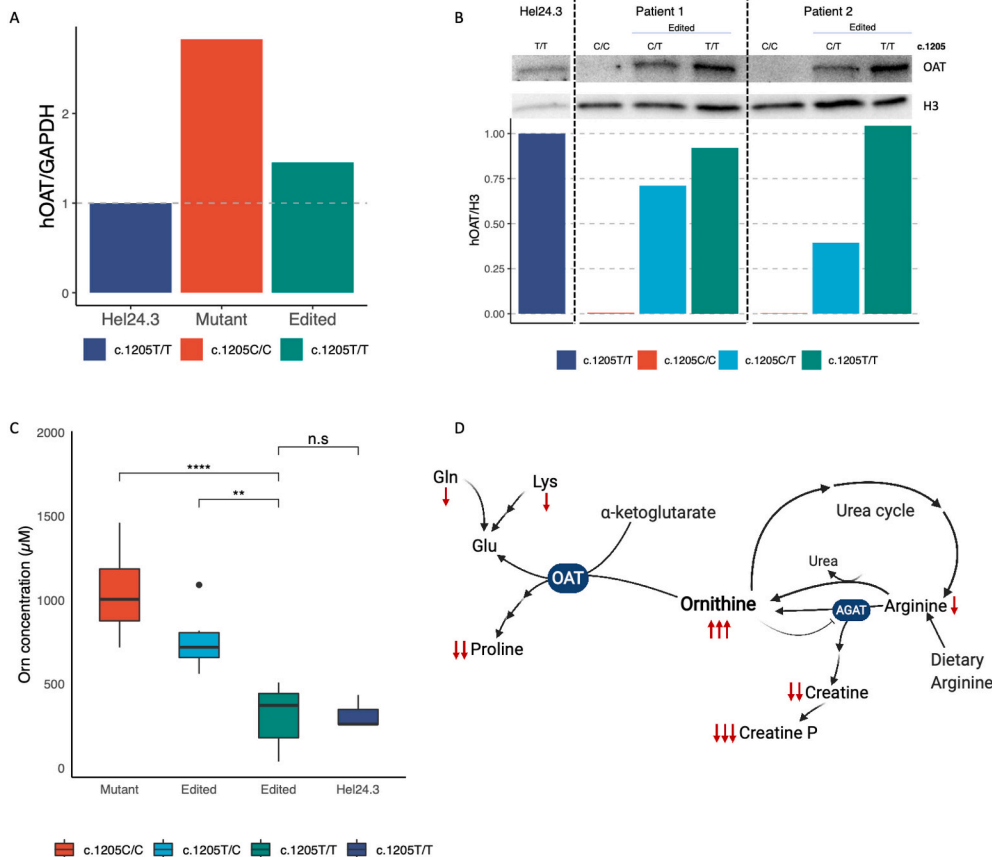 A
hOAT/GAPDH
2
1
0
Hel24.3 Mutant Edited
c.1205T/T c.1205C/C c.1205T/T
B
Hel24.3 Patient 1 Patient 2
Edited Edited
T/T C/C C/T T/T C/C C/T T/T c.1205
OAT
H3
hOAT/H3
1.00
0.75
0.50
0.25
0.00
c.1205T/T c.1205C/C c.1205C/T c.1205T/T
C
Orn concentration (µM)
2000
1500
1000
500
0
n.s
****
**
Mutant Edited Edited Hel24.3
c.1205C/C c.1205T/C c.1205T/T c.1205T/T
D
Gln
Lys
Glu
α-ketoglutarate
OAT
Proline
Ornithine
Urea cycle
Urea
AGAT
Arginine
Dietary
Arginine
Creatine
Creatine P